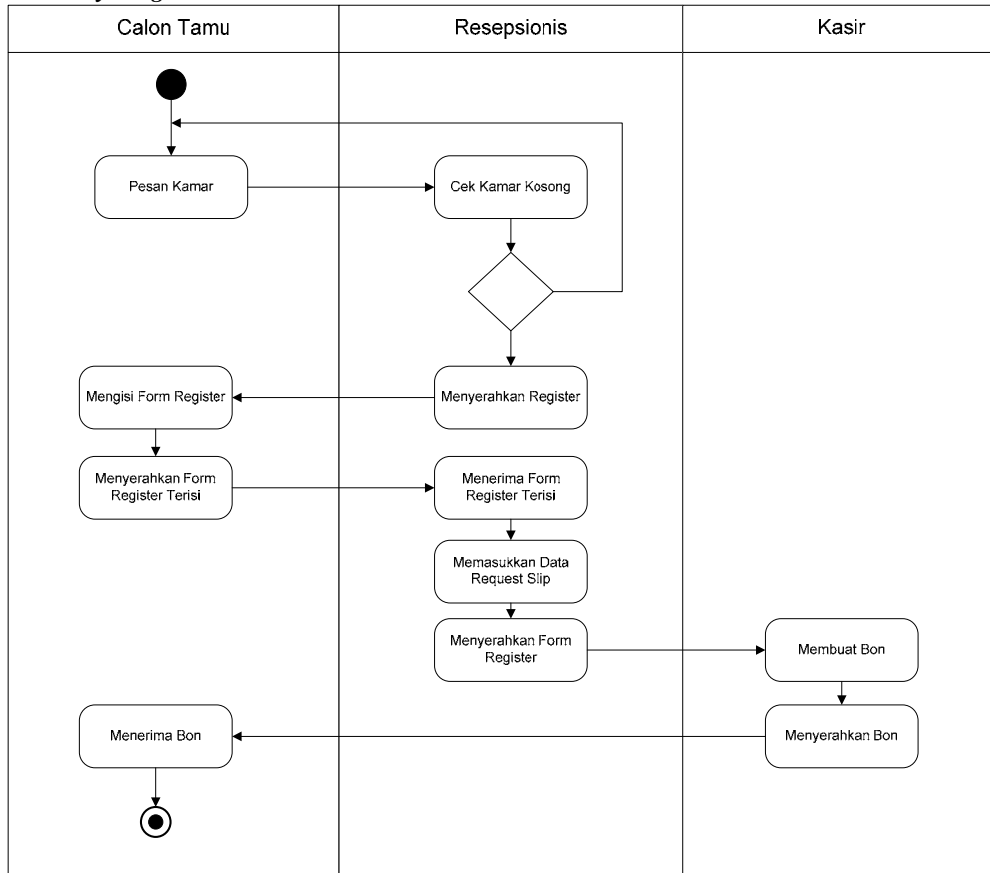 Calon Tamu
Resepsionis
Kasir
Pesan Kamar
Cek Kamar Kosong
Mengisi Form Register
Menyerahkan Register
Menyerahkan Form
Register Terisi
Menerima Form
Register Terisi
Memasukkan Data
Request Slip
Menyerahkan Form
Register
Membuat Bon
Menerima Bon
Menyerahkan Bon